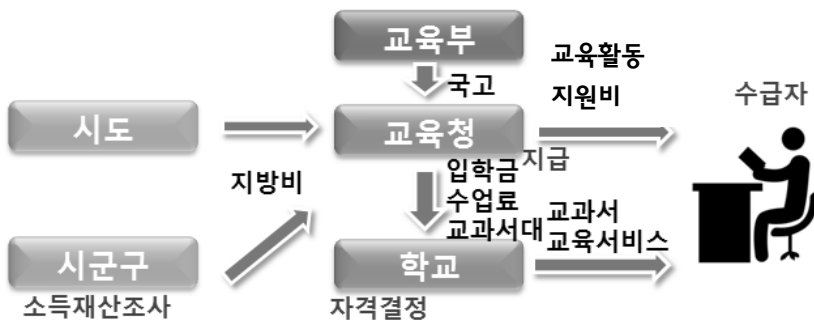 교육부
국고
교육활동
지원비
수급자
시도
교육청
지급
지방비
입학금
수업료
교과서대
교과서
교육서비스
시군구
학교
소득재산조사
자격결정